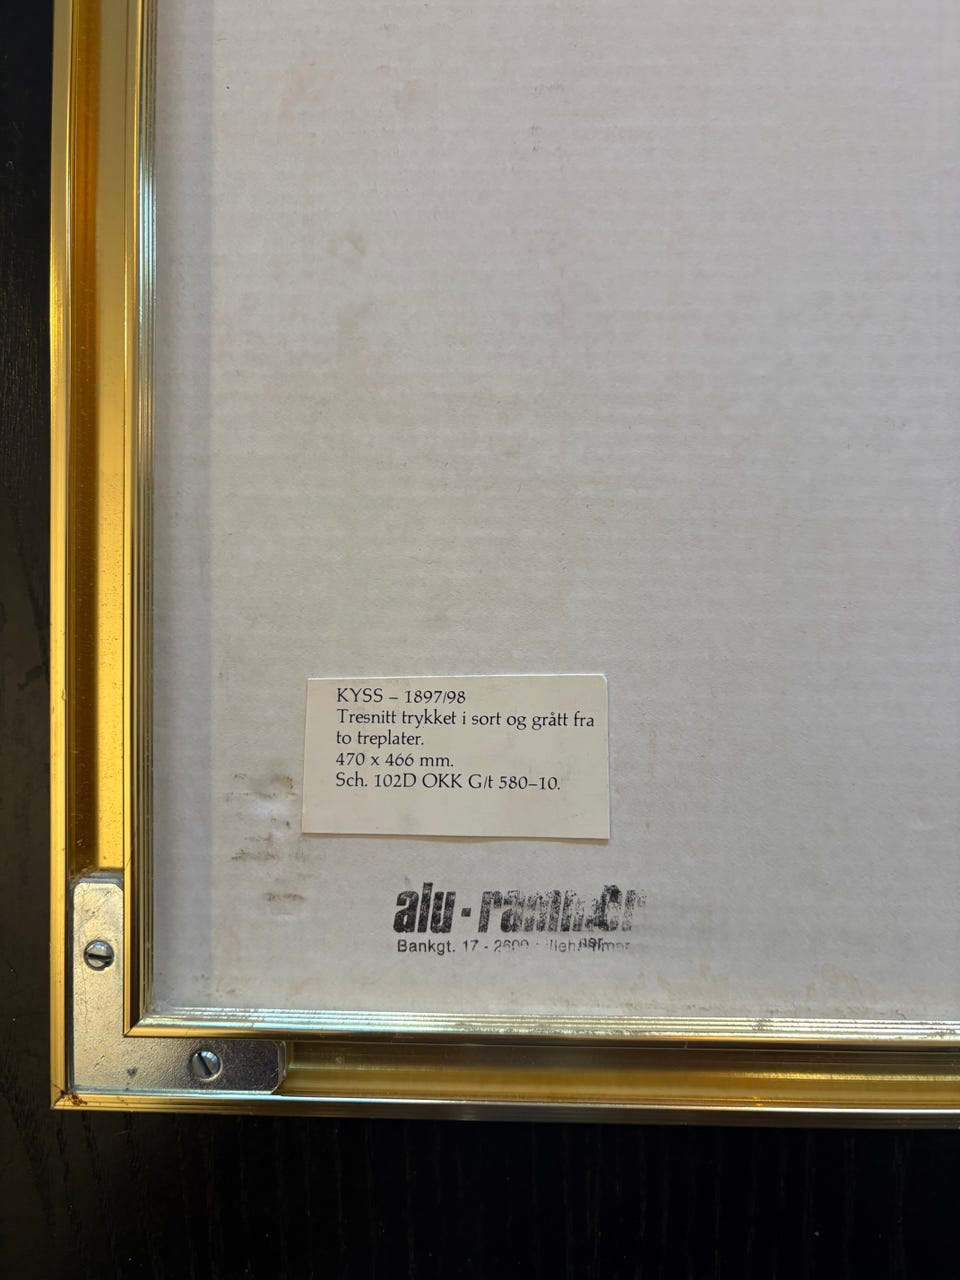 KYSS – 1897/98
Tresnitt trykket i sort og grått fra
to treplater.
470 x 466 mm.
Sch. 102D OKK G/t 580–10.
alu-rammer
Bankgt. 17 -